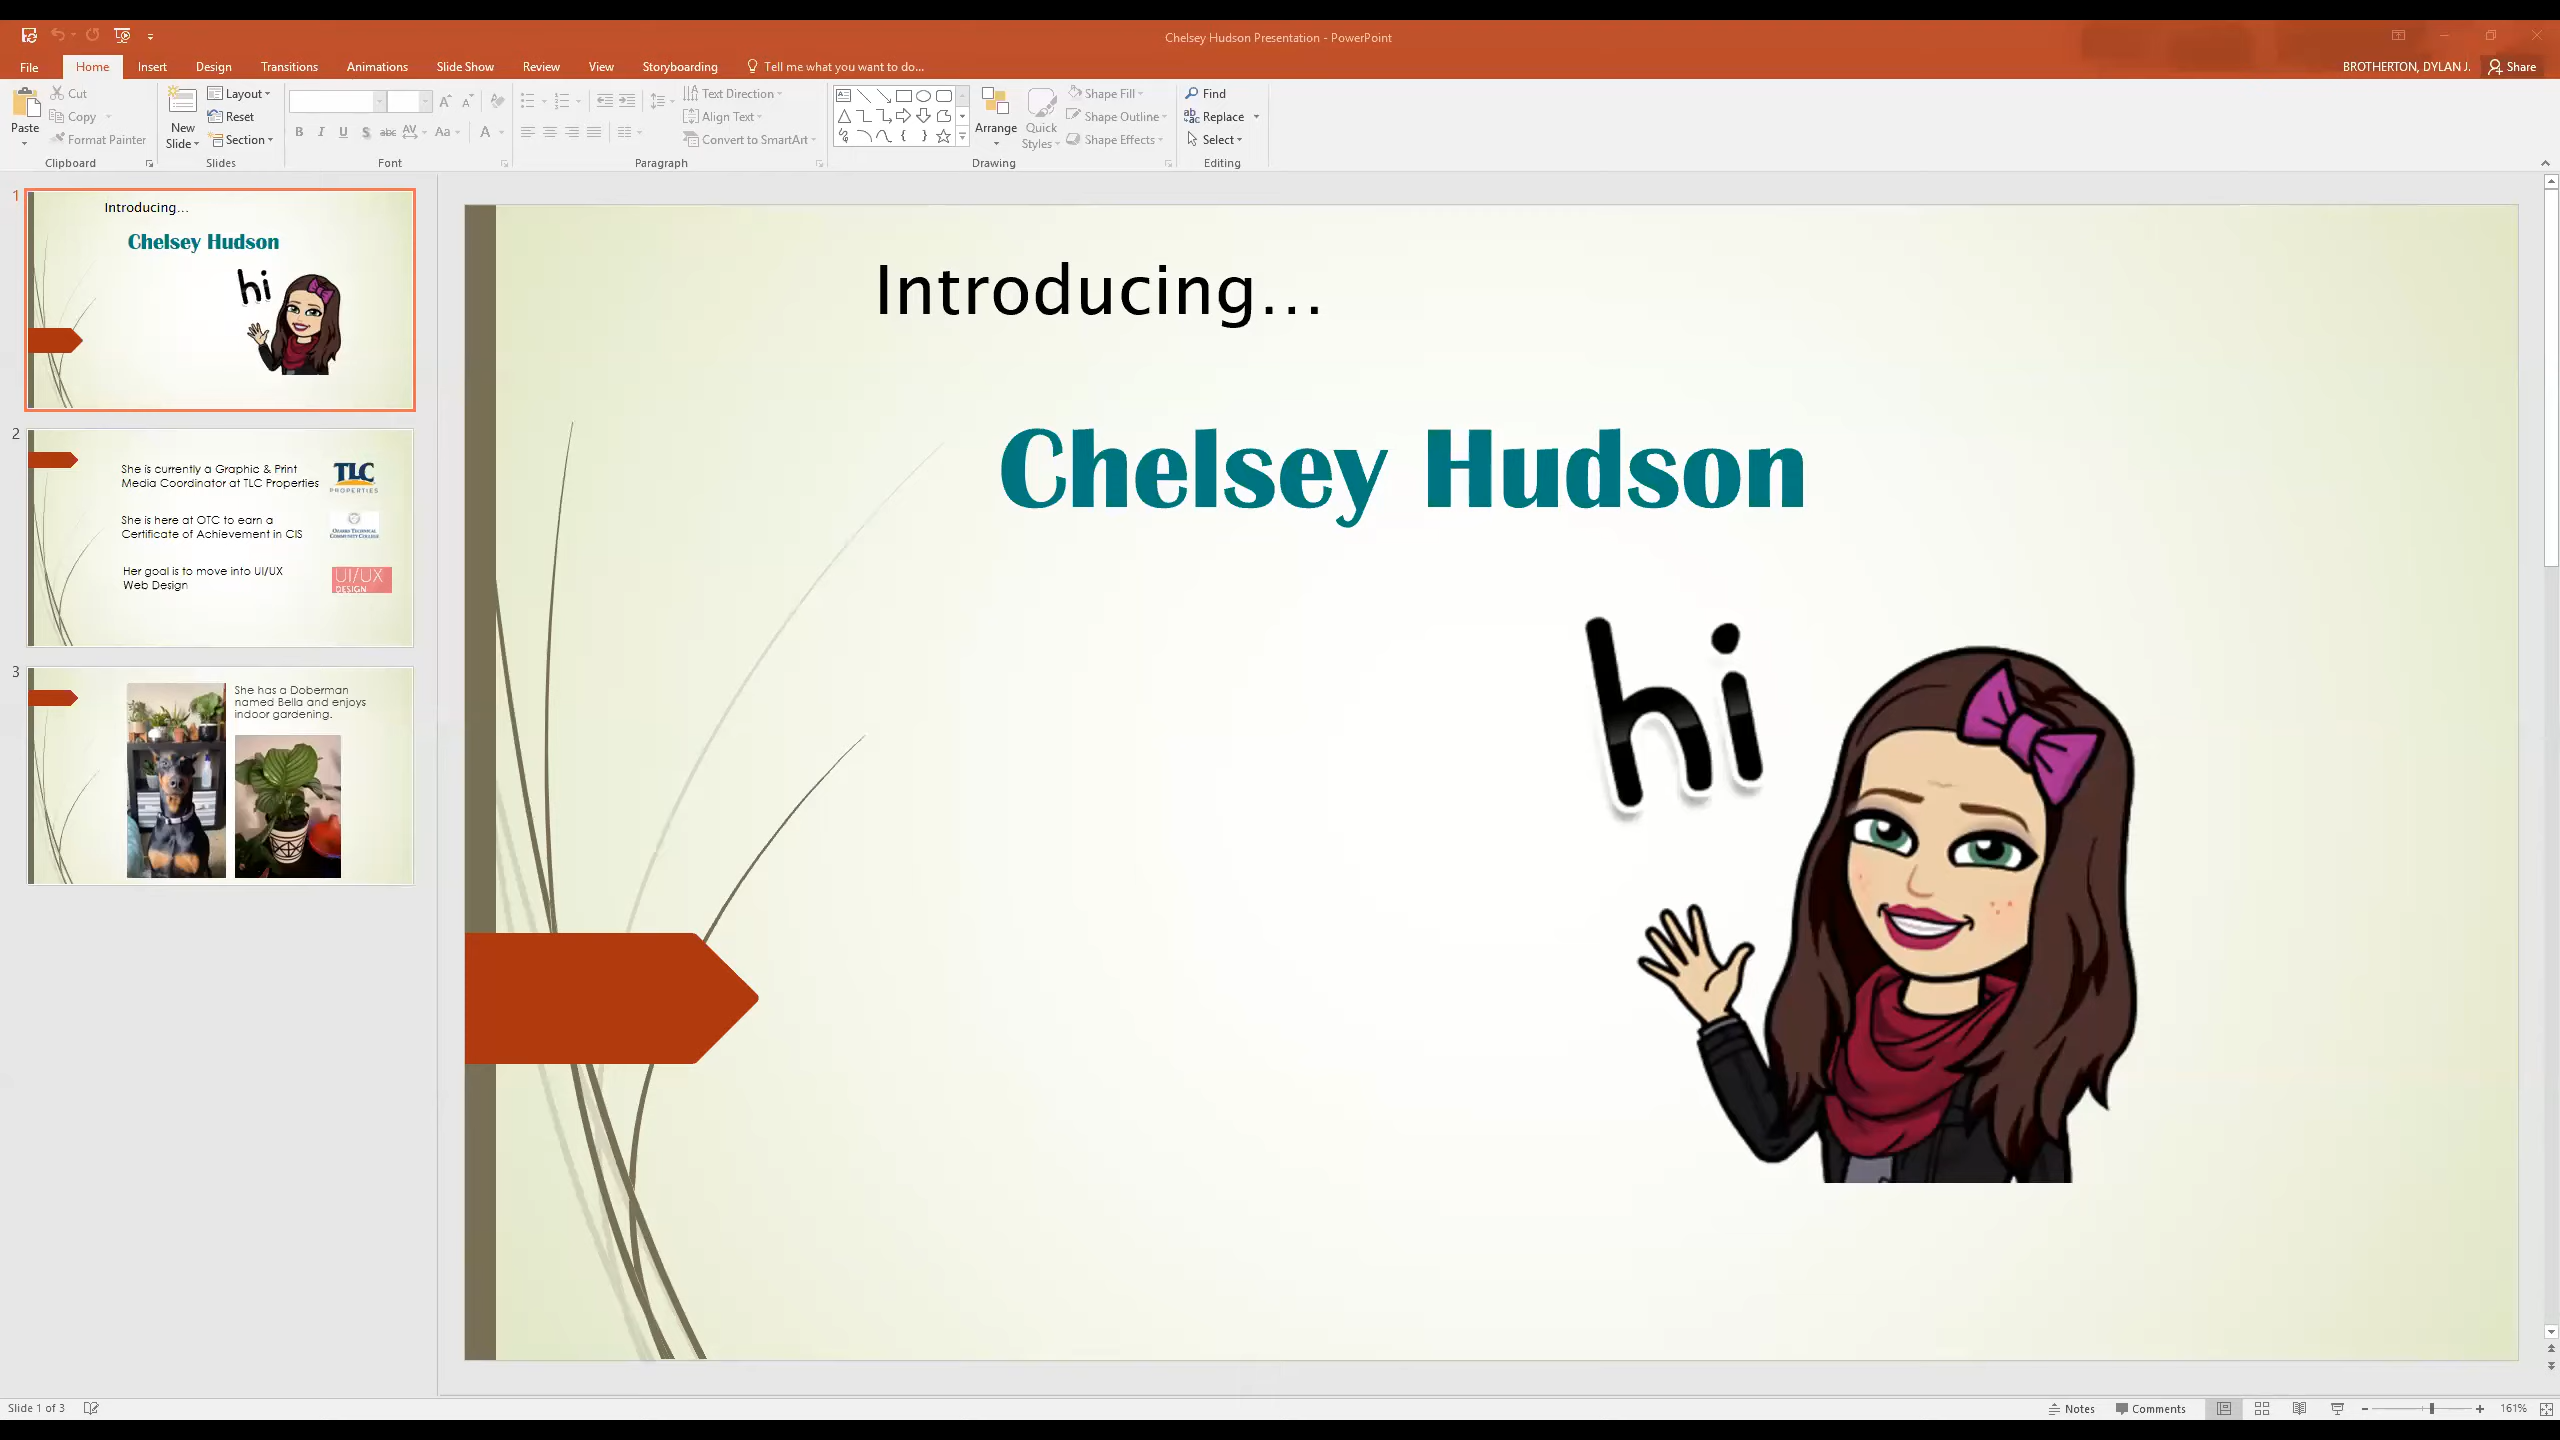 Chelsey Hudson Presentation - PowerPoint
File Home Insert Design Transitions Animations Slide Show Review View Storyboarding Tell me what you want to do... BROTHERTON, DYLAN J. Share
Paste
Cut
Copy
Format Painter
Clipboard
New Slide
Layout
Reset
Section
Slides
Font
Text Direction
Align Text
Convert to SmartArt
Paragraph
Arrange
Quick Styles
Shape Fill
Shape Outline
Shape Effects
Drawing
Find
Replace
Select
Editing
1
Introducing...
Chelsey Hudson
hi
2
She is currently a Graphic & Print
Media Coordinator at TLC Properties
TLC
PROPERTIES
She is here at OTC to earn a
Certificate of Achievement in CIS
OZARKS TECHNICAL
COMMUNITY COLLEGE
Her goal is to move into UI/UX
Web Design
UI/UX
DESIGN
3
She has a Doberman
named Bella and enjoys
indoor gardening.
Introducing...
Chelsey Hudson
hi
Slide 1 of 3
Notes Comments 161%